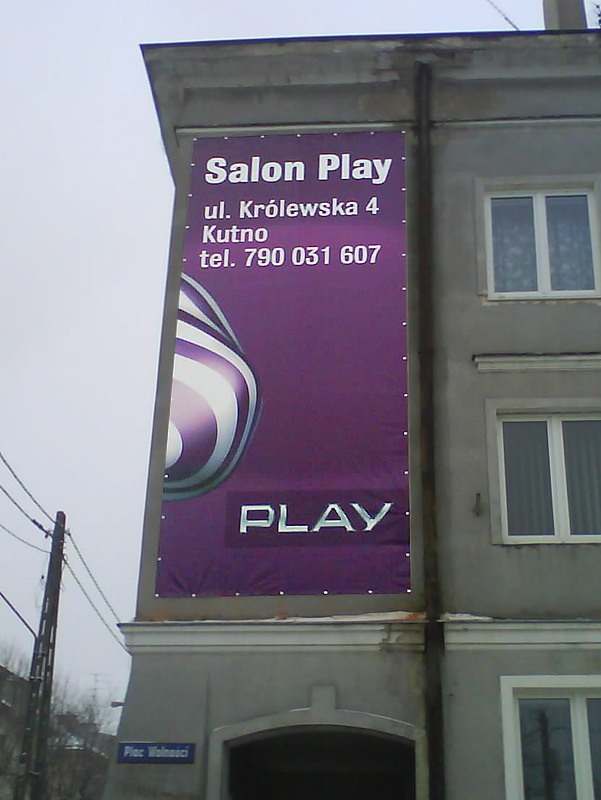 Salon Play
ul. Królewska 4
Kutno
tel. 790 031 607
PLAY
Plac Wolności